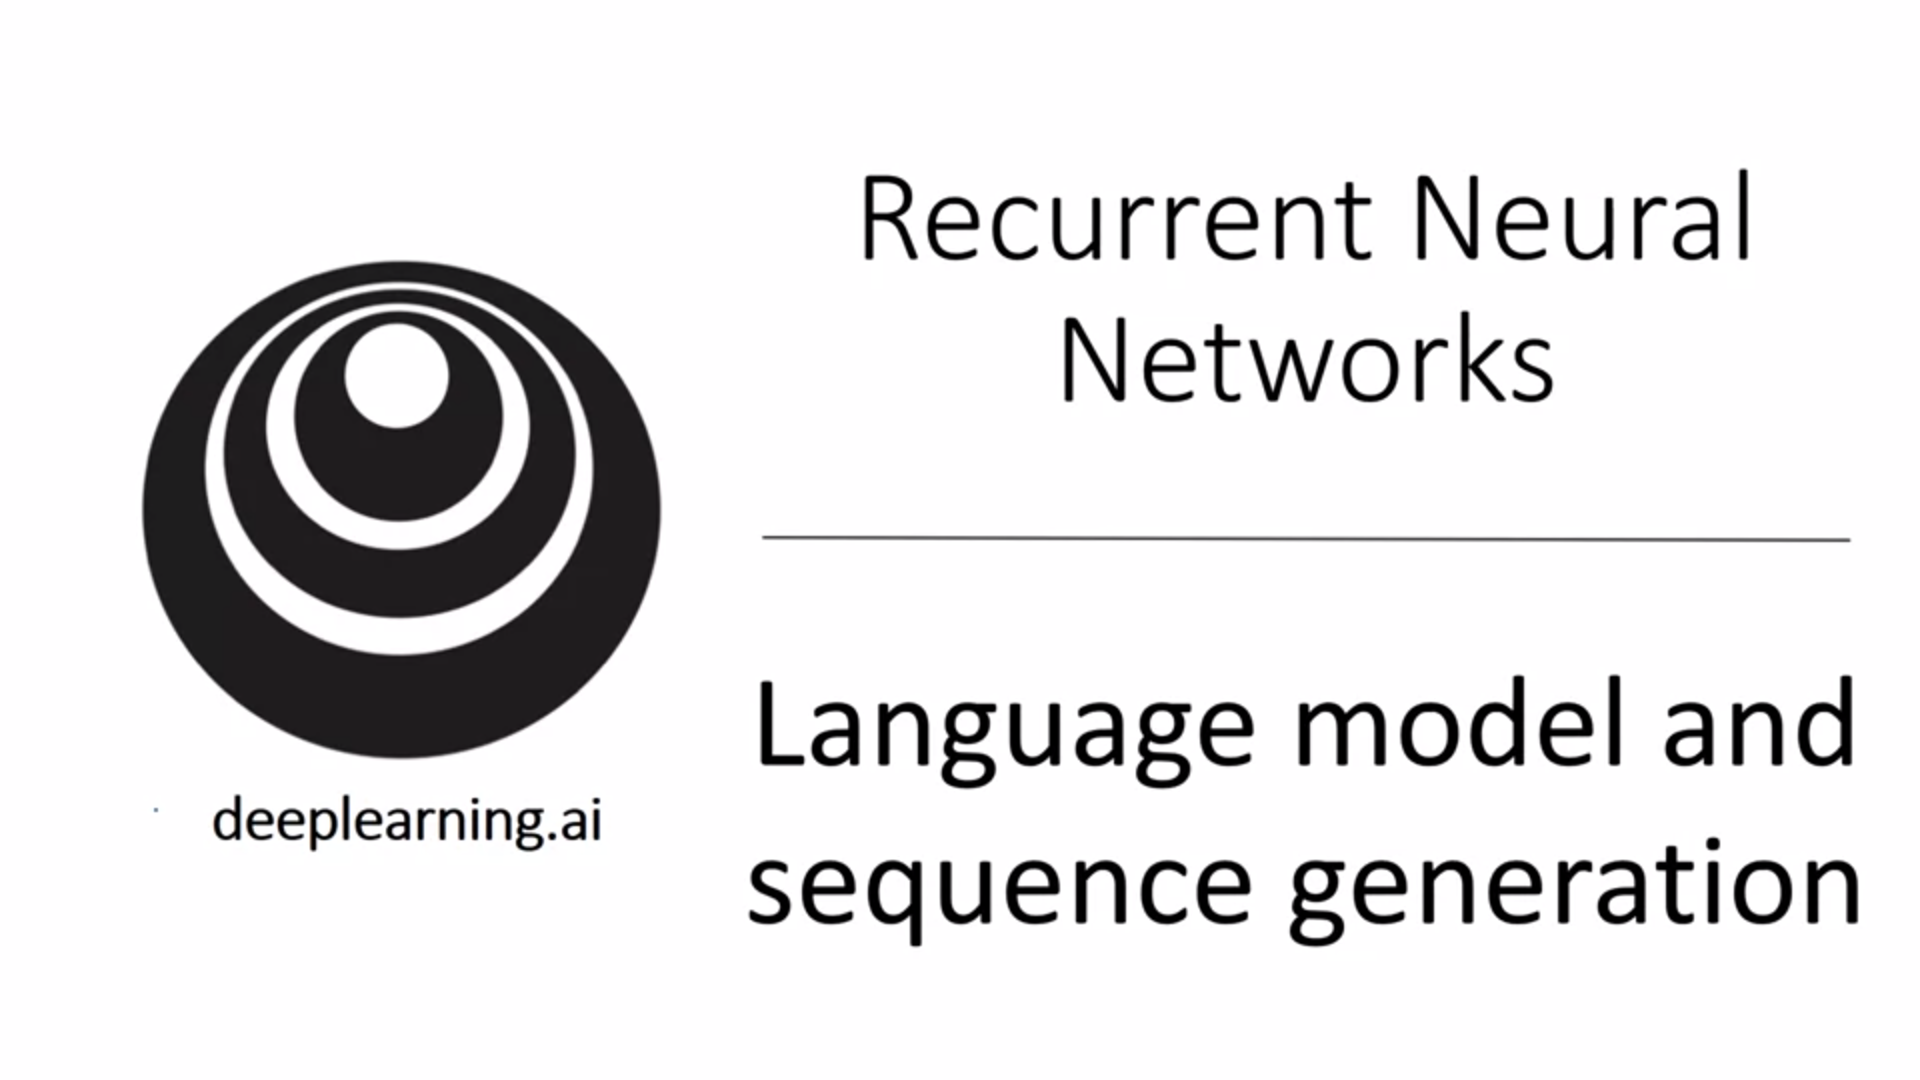 Recurrent Neural
Networks
Language model and
sequence generation
deeplearning.ai